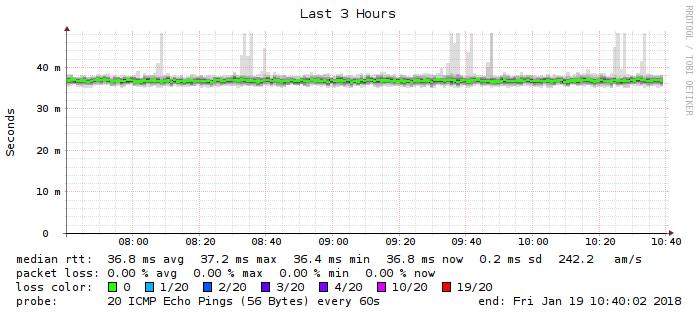 Last 3 Hours
RRDTOOL / TOBI OETIKER
Seconds
40 m
30 m
20 m
10 m
0
08:00 08:20 08:40 09:00 09:20 09:40 10:00 10:20 10:40
median rtt: 36.8 ms avg 37.2 ms max 36.4 ms min 36.8 ms now 0.2 ms sd 242.2 am/s
packet loss: 0.00 % avg 0.00 % max 0.00 % min 0.00 % now
loss color: 0 1/20 2/20 3/20 4/20 10/20 19/20
probe: 20 ICMP Echo Pings (56 Bytes) every 60s end: Fri Jan 19 10:40:02 2018